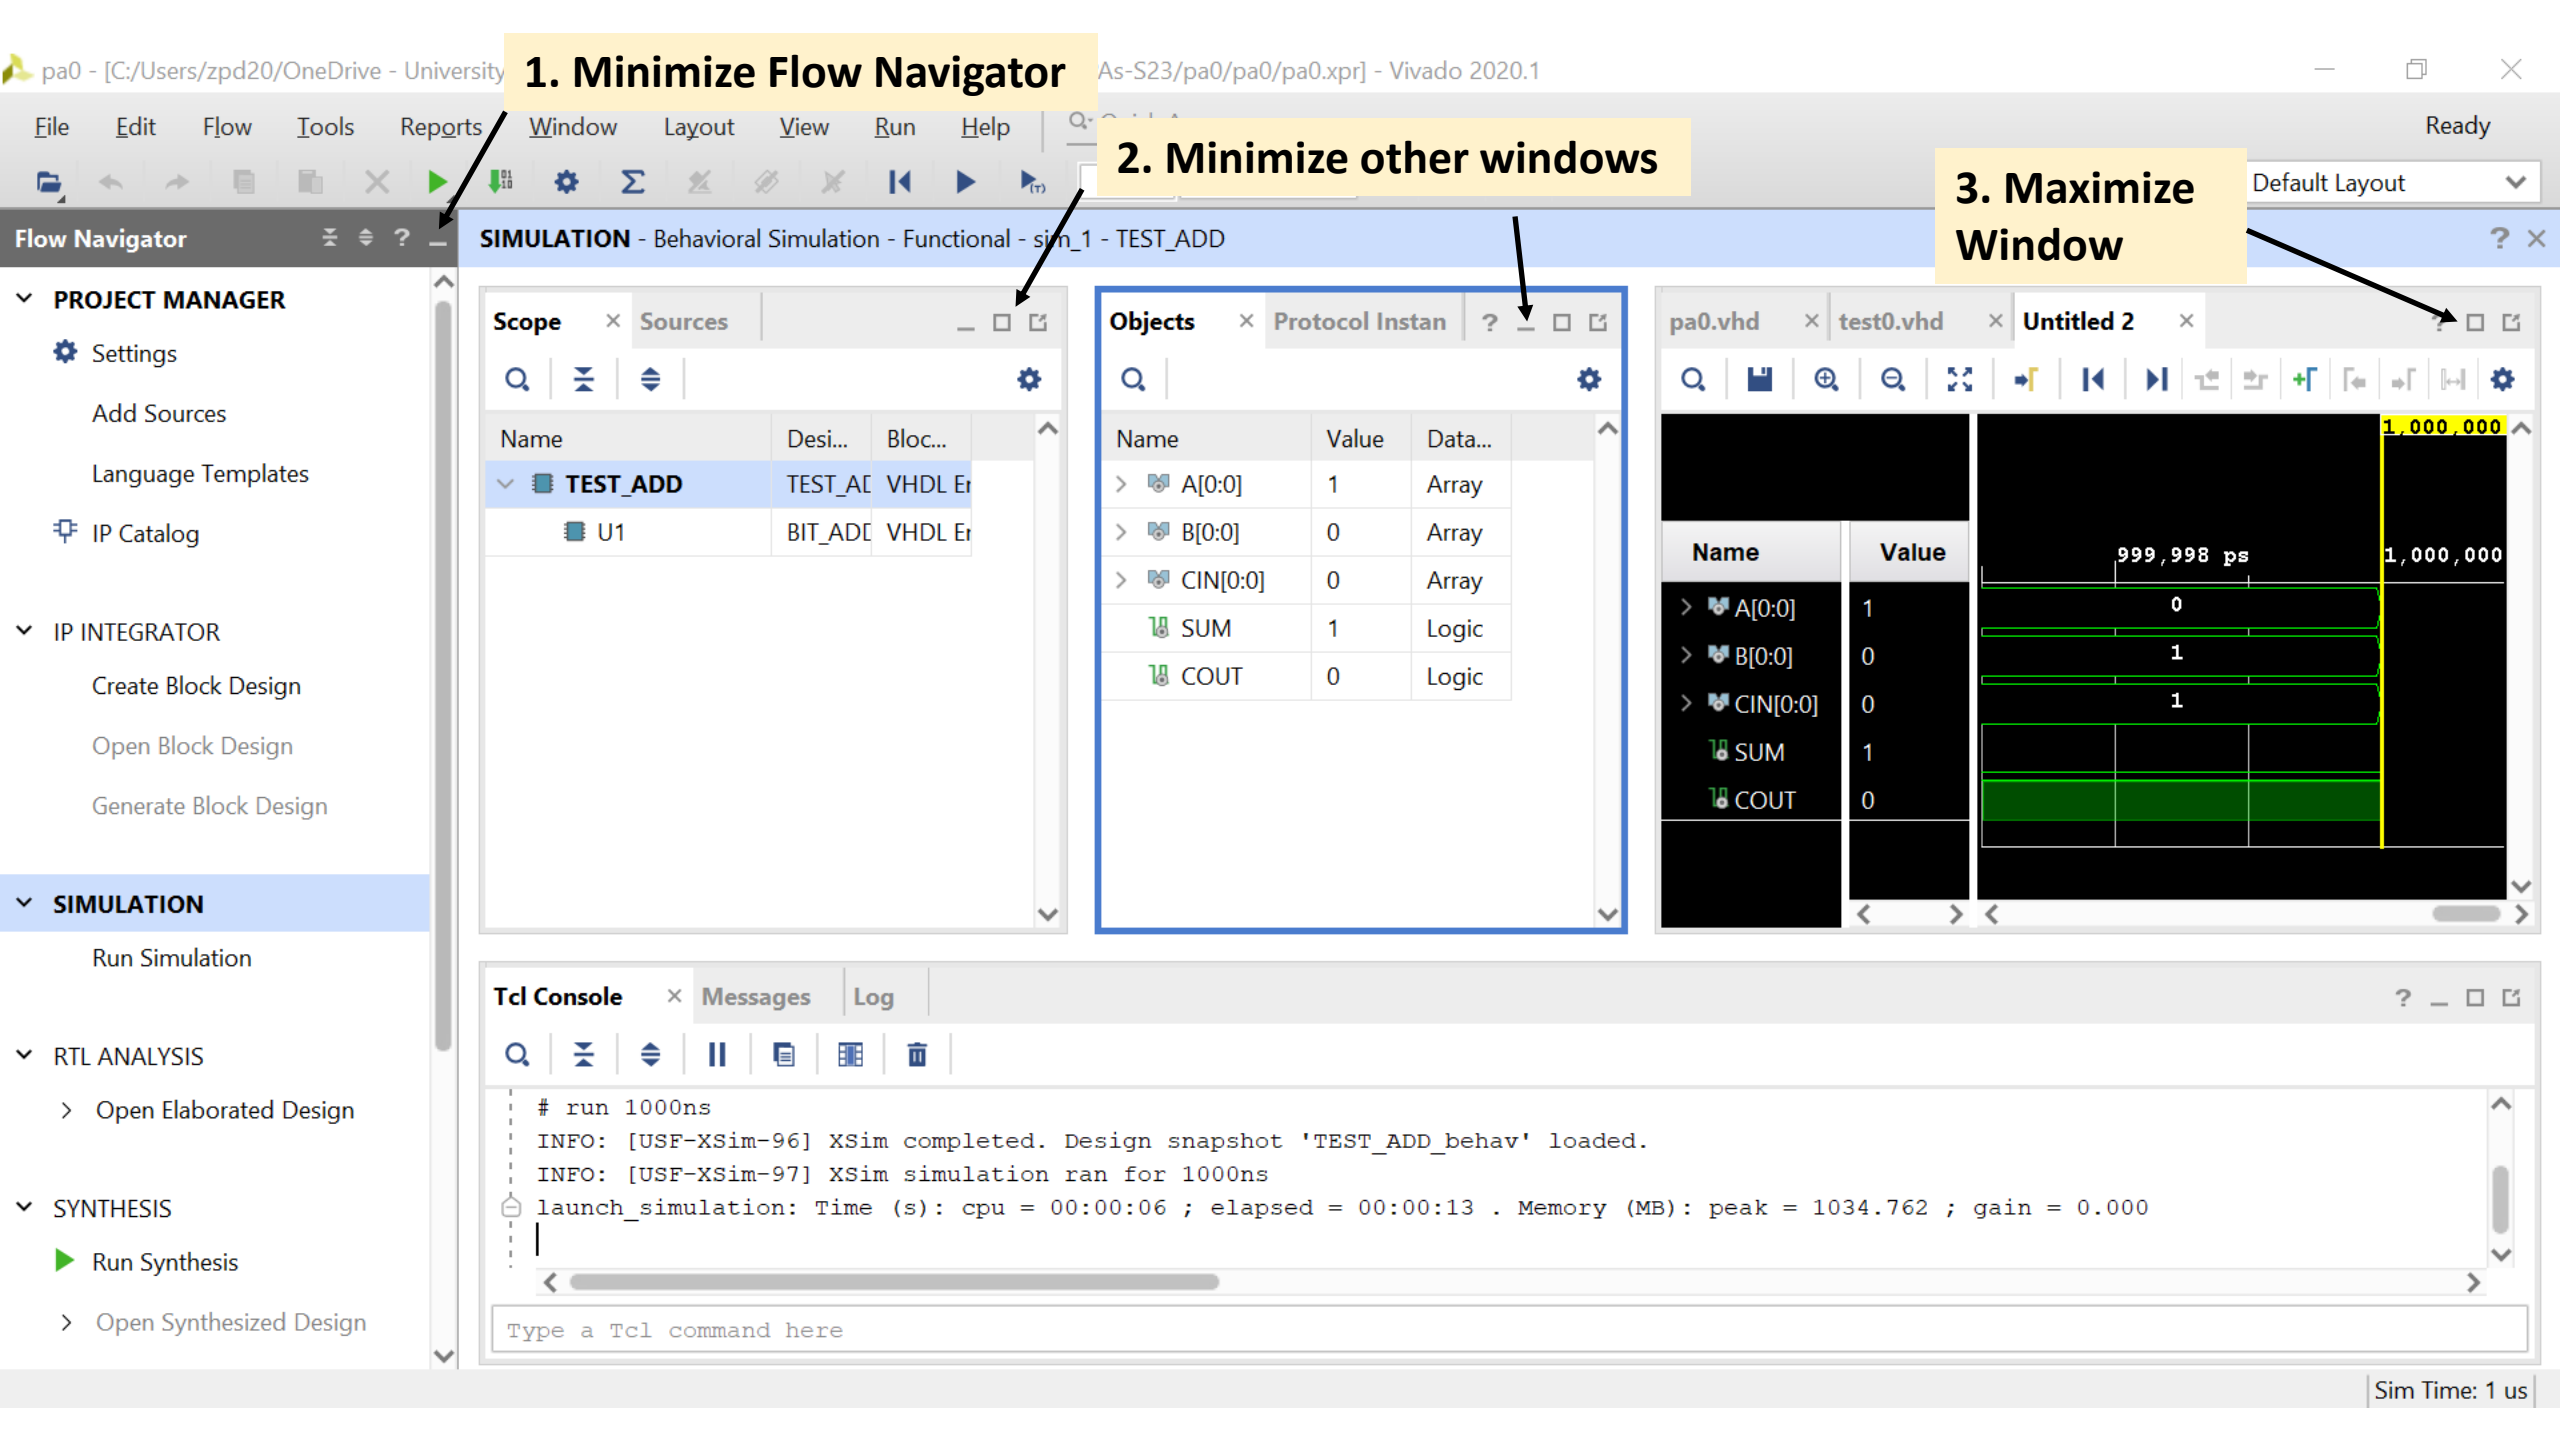 pa0 - [C:/Users/zpd20/OneDrive - University
1. Minimize Flow Navigator
As-S23/pa0/pa0/pa0.xpr] - Vivado 2020.1
File Edit Flow Tools Reports Window Layout View Run Help
Ready
2. Minimize other windows
3. Maximize
Window
Default Layout
Flow Navigator
SIMULATION - Behavioral Simulation - Functional - sim_1 - TEST_ADD
PROJECT MANAGER
Settings
Add Sources
Language Templates
IP Catalog
IP INTEGRATOR
Create Block Design
Open Block Design
Generate Block Design
SIMULATION
Run Simulation
RTL ANALYSIS
Open Elaborated Design
SYNTHESIS
Run Synthesis
Open Synthesized Design
Scope Sources
Name Desi... Bloc...
TEST_ADD TEST_AD VHDL En
U1 BIT_ADD VHDL En
Objects Protocol Instan ?
Name Value Data...
A[0:0] 1 Array
B[0:0] 0 Array
CIN[0:0] 0 Array
SUM 1 Logic
COUT 0 Logic
pa0.vhd test0.vhd Untitled 2
1,000,000
Name Value 999,998 ps 1,000,000
A[0:0] 1 0
B[0:0] 0 1
CIN[0:0] 0 1
SUM 1
COUT 0
Tcl Console Messages Log
# run 1000ns
INFO: [USF-XSim-96] XSim completed. Design snapshot 'TEST_ADD_behav' loaded.
INFO: [USF-XSim-97] XSim simulation ran for 1000ns
launch_simulation: Time (s): cpu = 00:00:06 ; elapsed = 00:00:13 . Memory (MB): peak = 1034.762 ; gain = 0.000
Type a Tcl command here
Sim Time: 1 us